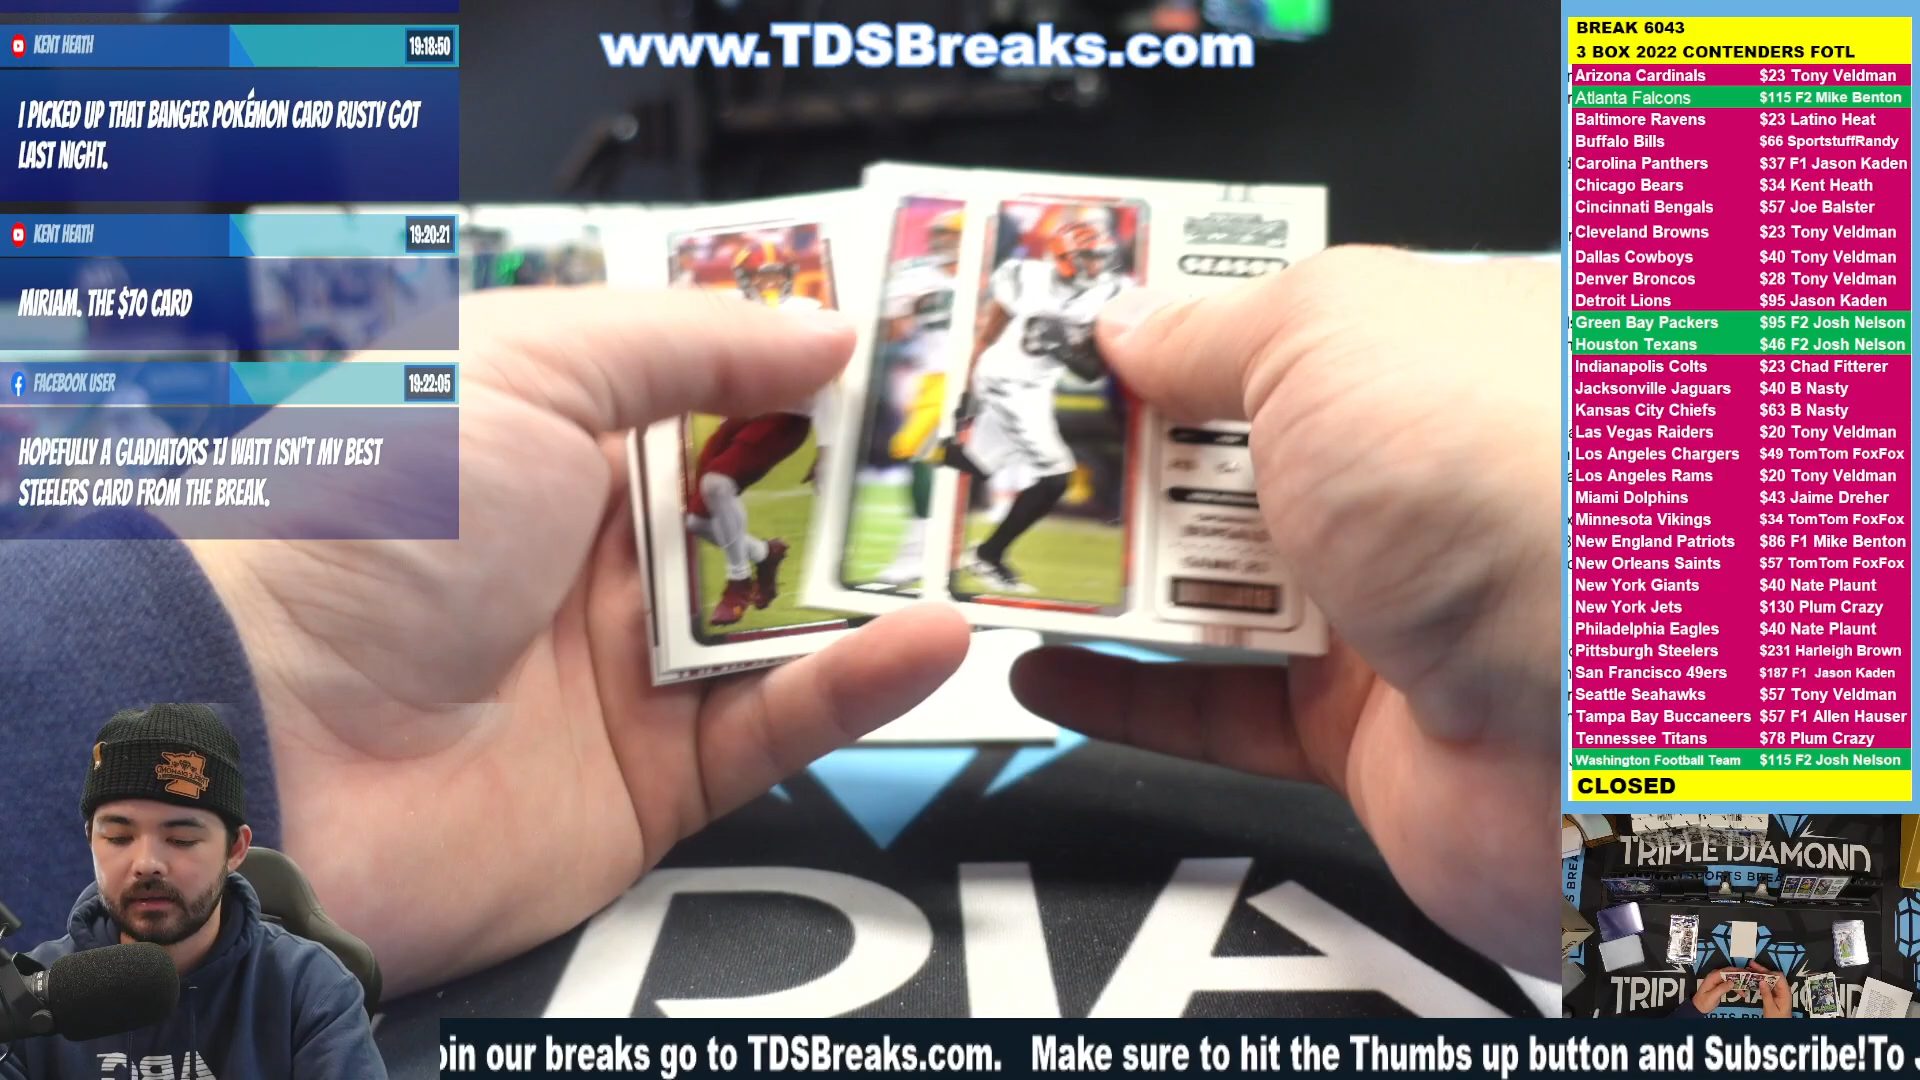 KENT HEATH
19:18:50
I PICKED UP THAT BANGER POKÉMON CARD RUSTY GOT
LAST NIGHT.
KENT HEATH
19:20:21
MIRIAM. THE $70 CARD
FACEBOOK USER
19:22:05
HOPEFULLY A GLADIATORS TJ WATT ISN'T MY BEST
STEELERS CARD FROM THE BREAK.
www.TDSBreaks.com
SEASON
DIA
BREAK 6043
3 BOX 2022 CONTENDERS FOTL
Arizona Cardinals $23 Tony Veldman
Atlanta Falcons $115 F2 Mike Benton
Baltimore Ravens $23 Latino Heat
Buffalo Bills $66 SportstuffRandy
Carolina Panthers $37 F1 Jason Kaden
Chicago Bears $34 Kent Heath
Cincinnati Bengals $57 Joe Balster
Cleveland Browns $23 Tony Veldman
Dallas Cowboys $40 Tony Veldman
Denver Broncos $28 Tony Veldman
Detroit Lions $95 Jason Kaden
Green Bay Packers $95 F2 Josh Nelson
Houston Texans $46 F2 Josh Nelson
Indianapolis Colts $23 Chad Fitterer
Jacksonville Jaguars $40 B Nasty
Kansas City Chiefs $63 B Nasty
Las Vegas Raiders $20 Tony Veldman
Los Angeles Chargers $49 TomTom FoxFox
Los Angeles Rams $20 Tony Veldman
Miami Dolphins $43 Jaime Dreher
Minnesota Vikings $34 TomTom FoxFox
New England Patriots $86 F1 Mike Benton
New Orleans Saints $57 TomTom FoxFox
New York Giants $40 Nate Plaunt
New York Jets $130 Plum Crazy
Philadelphia Eagles $40 Nate Plaunt
Pittsburgh Steelers $231 Harleigh Brown
San Francisco 49ers $187 F1 Jason Kaden
Seattle Seahawks $57 Tony Veldman
Tampa Bay Buccaneers $57 F1 Allen Hauser
Tennessee Titans $78 Plum Crazy
Washington Football Team $115 F2 Josh Nelson
CLOSED
TRIPLE DIAMOND
SPORTS BREA
TRIPLE DIAMOND
oin our breaks go to TDSBreaks.com. Make sure to hit the Thumbs up button and Subscribe!To J